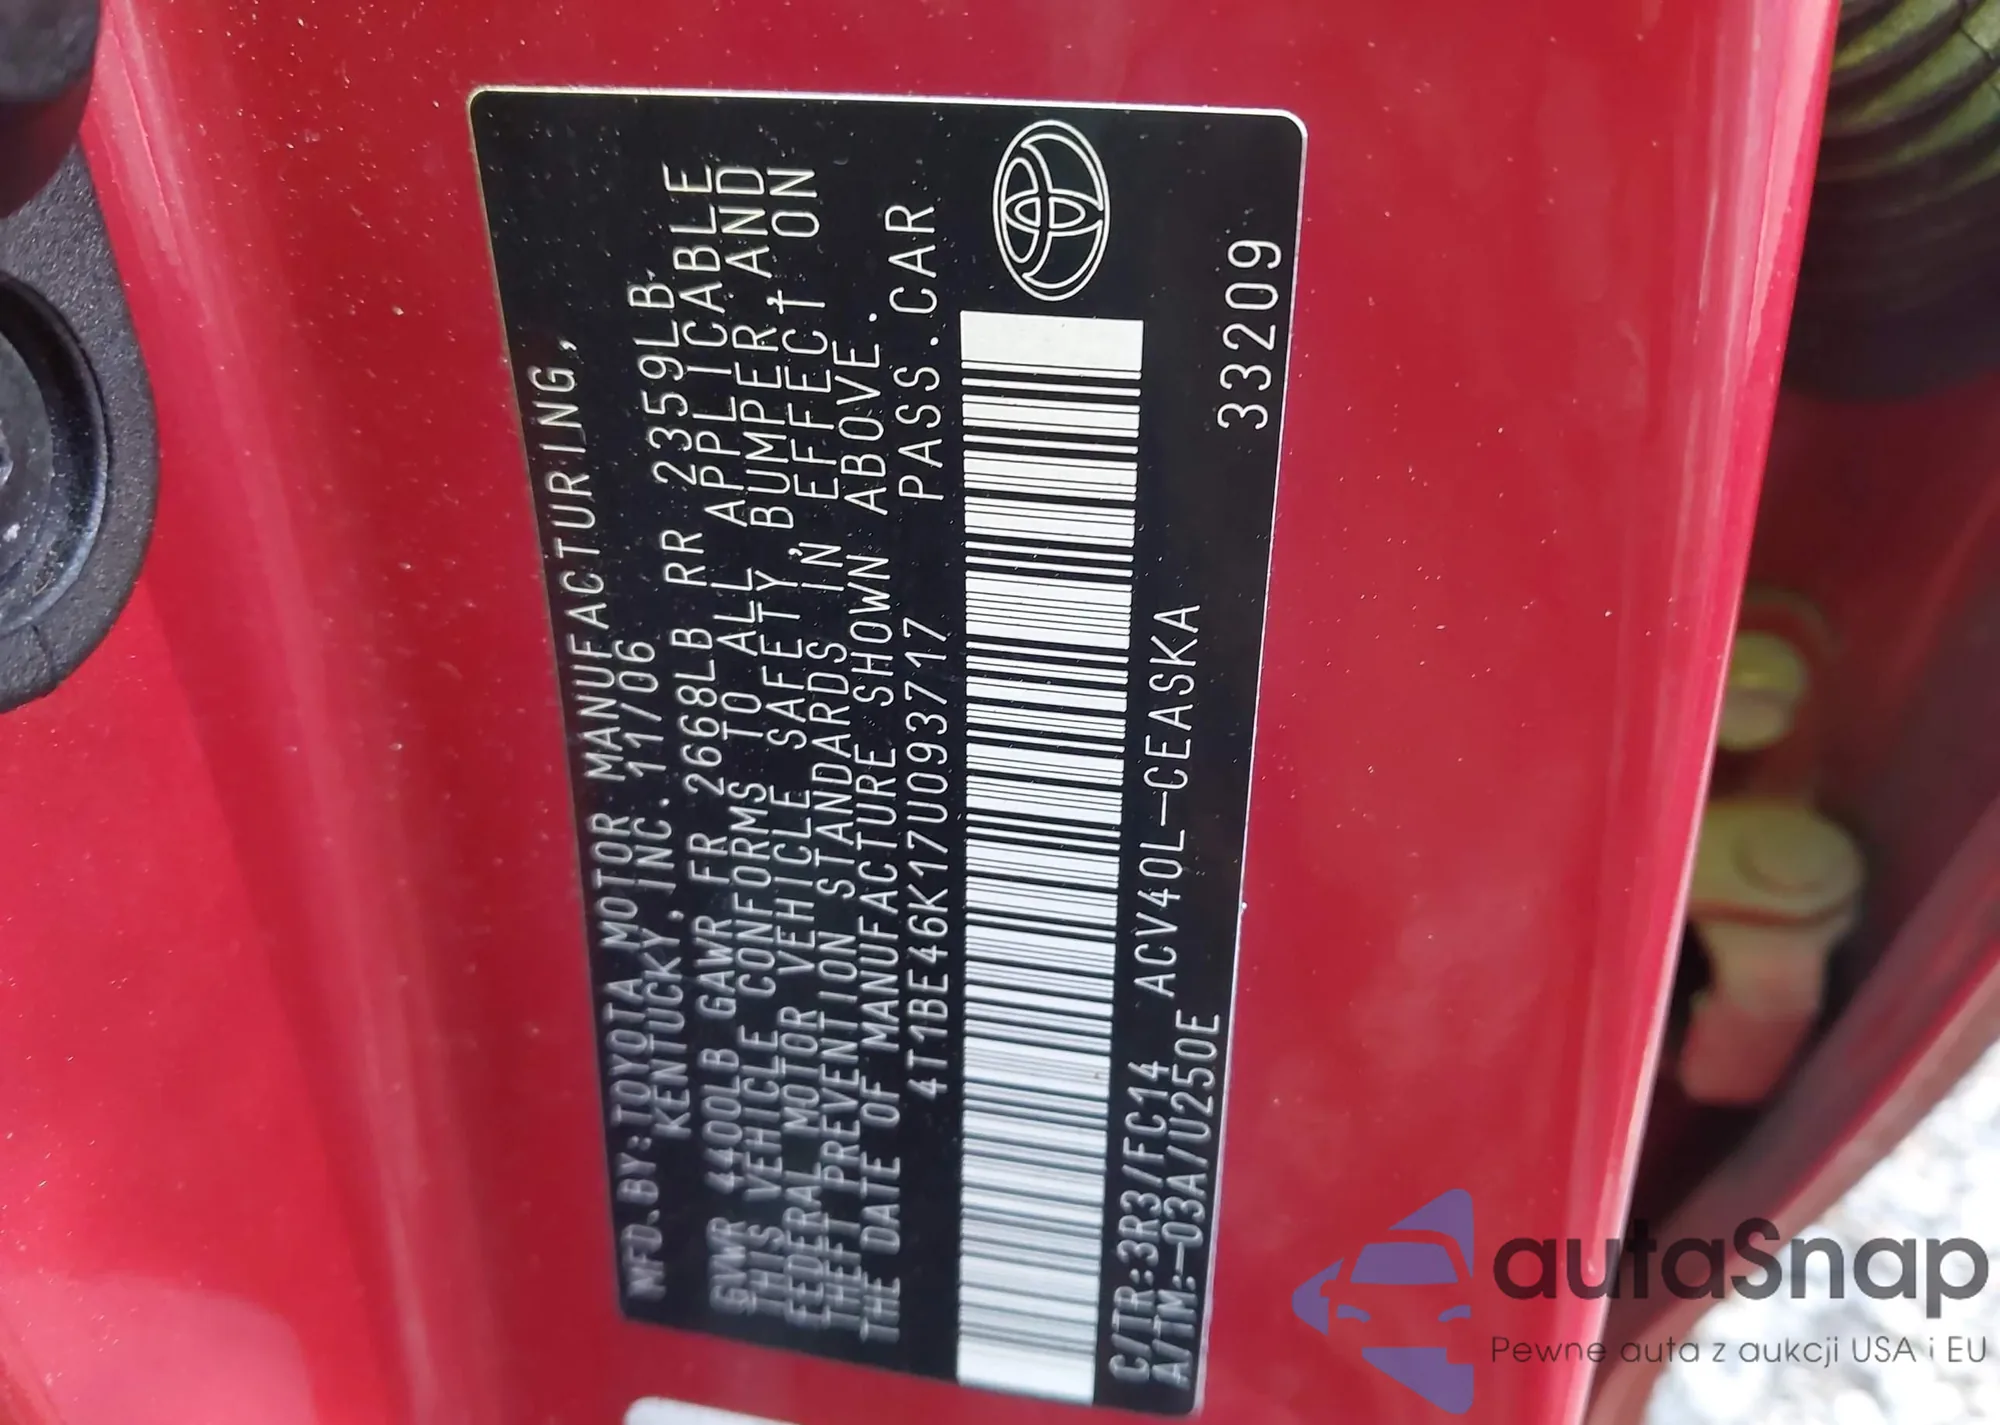 MFD.BY:TOYOTA MOTOR MANUFACTURING,
KENTUCKY, INC. 11/06
GVWR 4400LB GAWR FR 2668LB RR 2359LB
THIS VEHICLE CONFORMS TO ALL APPLICABLE
FEDERAL MOTOR VEHICLE SAFETY, BUMPER, AND
THEFT PREVENTION STANDARDS IN EFFECT ON
THE DATE OF MANUFACTURE SHOWN ABOVE.
4T1BE46K17U093717 PASS.CAR
C/TR:3R3/FC14 ACV40L-CEASKA 33209
A/TM:-03A/U250E
autoSnap
Pewne auta z aukcji USA i EU